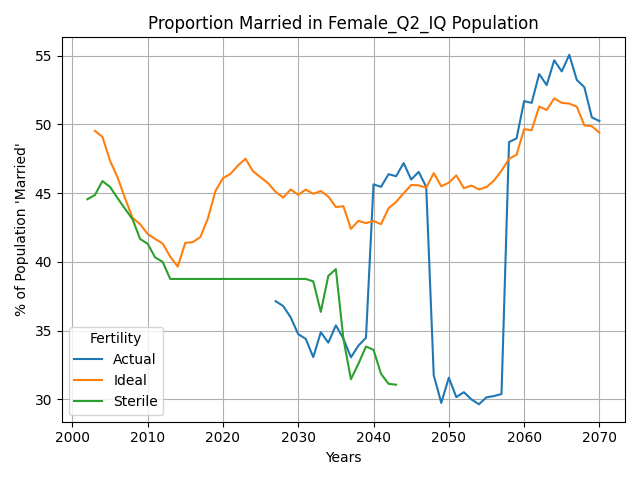 Proportion Married in Female_Q2_IQ Population
% of Population 'Married'
55
50
45
40
35
30
Fertility
Actual
Ideal
Sterile
2000 2010 2020 2030 2040 2050 2060 2070
Years